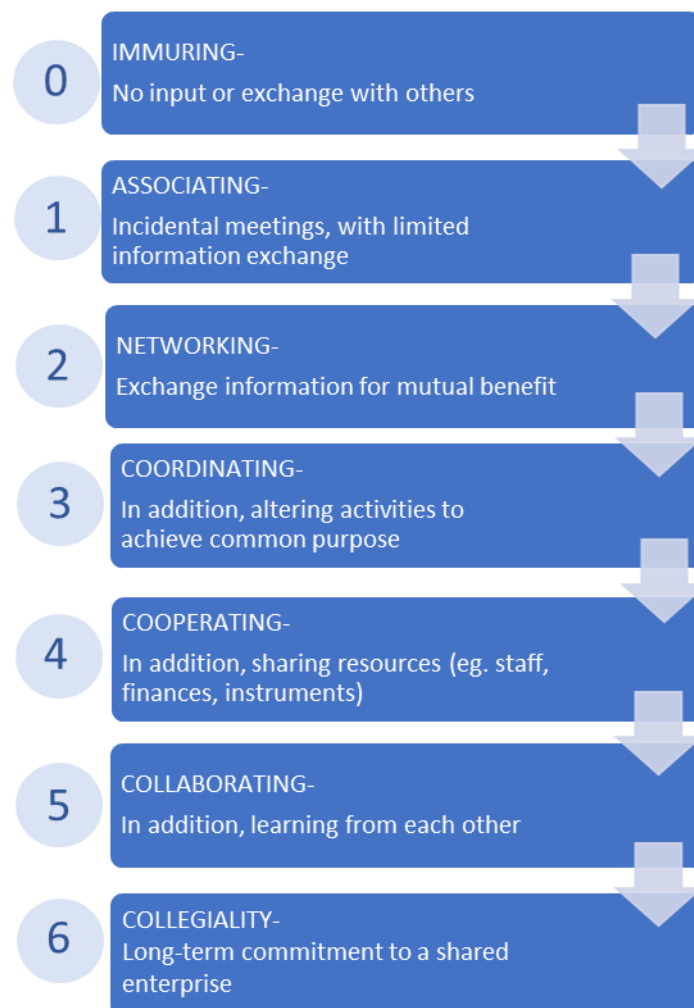 0
IMMURING-
No input or exchange with others
1
ASSOCIATING-
Incidental meetings, with limited
information exchange
2
NETWORKING-
Exchange information for mutual benefit
3
COORDINATING-
In addition, altering activities to
achieve common purpose
4
COOPERATING-
In addition, sharing resources (eg. staff,
finances, instruments)
5
COLLABORATING-
In addition, learning from each other
6
COLLEGIALITY-
Long-term commitment to a shared
enterprise